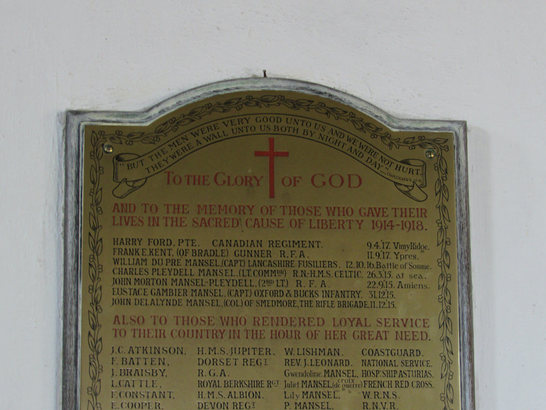 "BUT THE MEN WERE VERY GOOD UNTO US AND WE WERE NOT HURT,
THEY WERE A WALL UNTO US BOTH BY NIGHT AND DAY."
TO THE GLORY OF GOD
AND TO THE MEMORY OF THOSE WHO GAVE THEIR
LIVES IN THE SACRED CAUSE OF LIBERTY 1914-1918.
HARRY FORD. PTE. CANADIAN REGIMENT. 9.4.17. Vimy Ridge.
FRANK E. KENT. (OF BRADLE) GUNNER R.F.A. 11.9.17. Ypres.
WILLIAM DU PRE MANSEL. (CAPT) LANCASHIRE FUSILIERS. 12.10.16. Battle of Somme.
CHARLES PLEYDELL MANSEL. (LT. COMMDR) R.N. H.M.S. CELTIC. 26.3.15. at sea.
JOHN MORTON MANSEL-PLEYDELL. (2ND LT) R.F.A. 22.9.15. Amiens.
EUSTACE GAMBIER MANSEL. (CAPT) OXFORD & BUCKS INFANTRY. 31.12.15.
JOHN DELALYNDE MANSEL. (COL) OF SMEDMORE. THE RIFLE BRIGADE. 11.12.15.
ALSO TO THOSE WHO RENDERED LOYAL SERVICE
TO THEIR COUNTRY IN THE HOUR OF HER GREAT NEED.
J.C. ATKINSON, H.M.S. JUPITER. W. LISHMAN. COASTGUARD.
F. BATTEN, DORSET REGT REV. J. LEONARD. NATIONAL SERVICE.
J. BRAISBY, R.G.A. Gwendoline MANSEL, HOSP. SHIP ASTURIAS.
L. CATTLE, ROYAL BERKSHIRE RGT Juliet MANSEL (de guerre) FRENCH RED CROSS.
F. CONSTANT, H.M.S. ALBION. Lily MANSEL. W.R.N.S.
E. COOPER, DEVON REGT P. MANSEL. R.N.V.R.